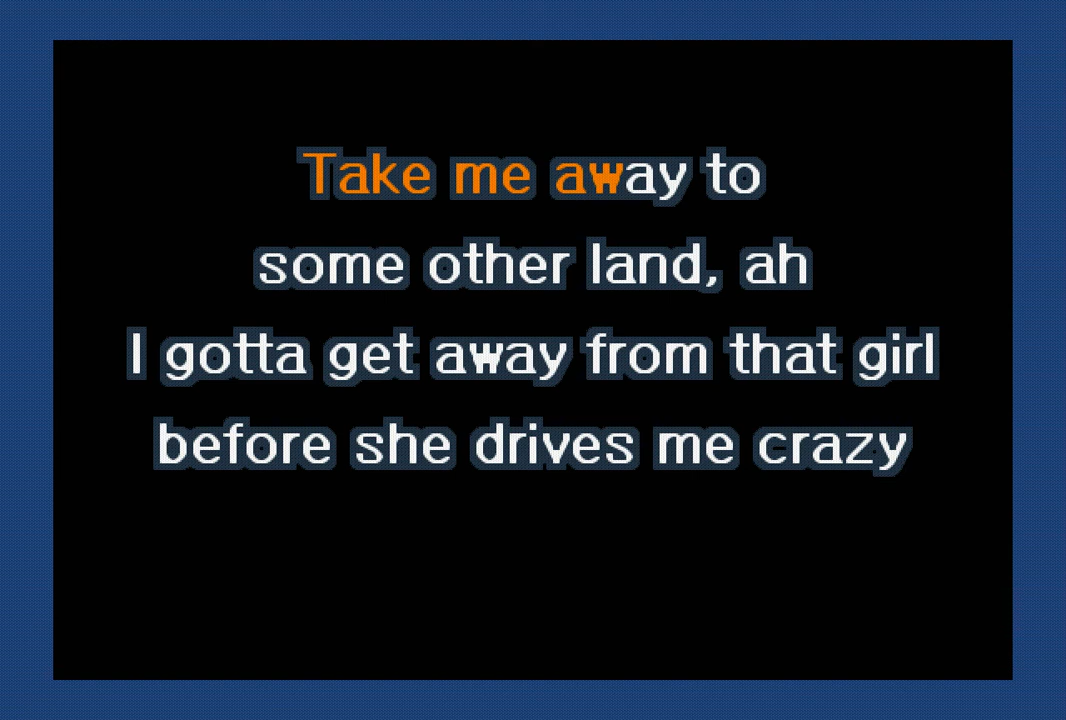 Take me away to
some other land, ah
I gotta get away from that girl
before she drives me crazy